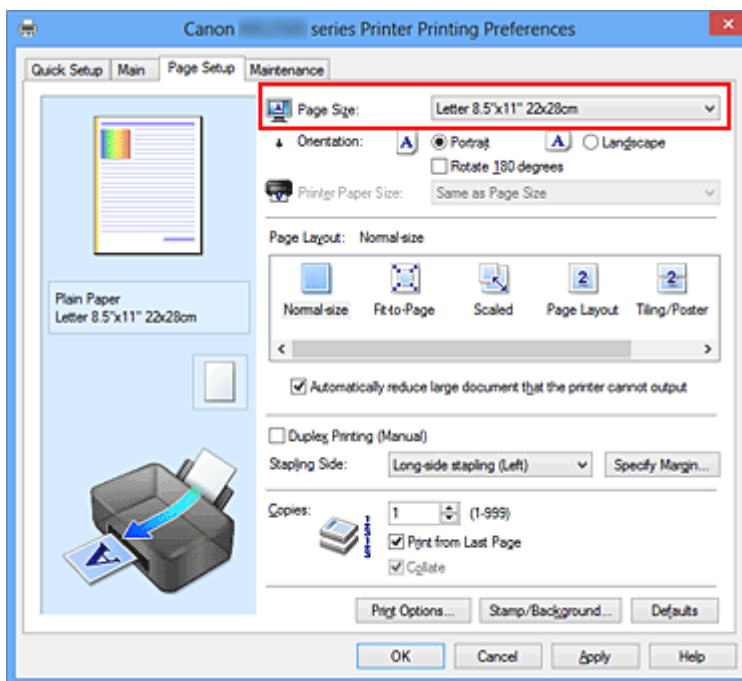 Canon series Printer Printing Preferences
Quick Setup Main Page Setup Maintenance
Page Size: Letter 8.5"x11" 22x28cm
Orientation: A Portrait A Landscape
Rotate 180 degrees
Printer Paper Size: Same as Page Size
Page Layout: Normal-size
Plain Paper
Letter 8.5"x11" 22x28cm
2 2
Normal-size Fit-to-Page Scaled Page Layout Tiling/Poster
Automatically reduce large document that the printer cannot output
Duplex Printing (Manual)
Stapling Side: Long-side stapling (Left) Specify Margin...
Copies: 1 (1-999)
Print from Last Page
Collate
A
Print Options... Stamp/Background... Defaults
OK Cancel Apply Help